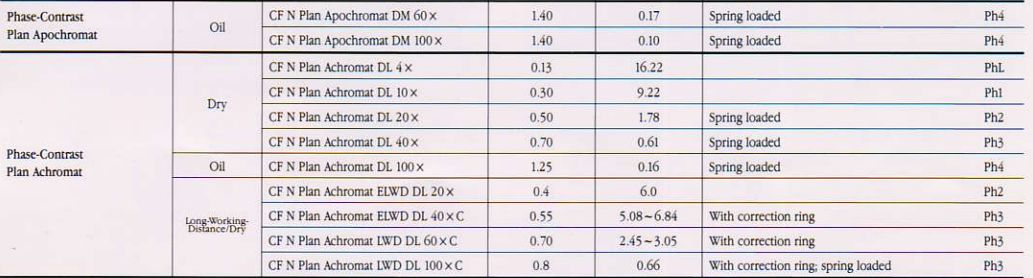 Phase-Contrast
Plan Apochromat
Oil
CF N Plan Apochromat DM 60× 1.40 0.17 Spring loaded Ph4
CF N Plan Apochromat DM 100× 1.40 0.10 Spring loaded Ph4
Phase-Contrast
Plan Achromat
Dry
CF N Plan Achromat DL 4× 0.13 16.22 PhL
CF N Plan Achromat DL 10× 0.30 9.22 Ph1
CF N Plan Achromat DL 20× 0.50 1.78 Spring loaded Ph2
CF N Plan Achromat DL 40× 0.70 0.61 Spring loaded Ph3
Oil
CF N Plan Achromat DL 100× 1.25 0.16 Spring loaded Ph4
Long-Working-
Distance/Dry
CF N Plan Achromat ELWD DL 20× 0.4 6.0 Ph2
CF N Plan Achromat ELWD DL 40×C 0.55 5.08~6.84 With correction ring Ph3
CF N Plan Achromat LWD DL 60×C 0.70 2.45~3.05 With correction ring Ph3
CF N Plan Achromat LWD DL 100×C 0.8 0.66 With correction ring; spring loaded Ph3